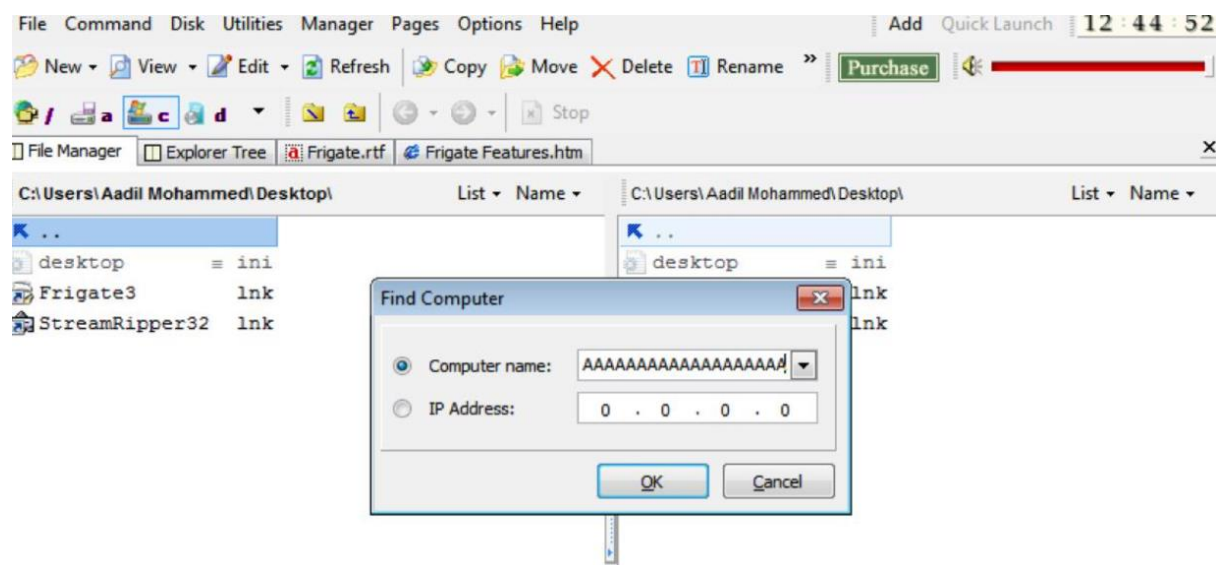 File Command Disk Utilities Manager Pages Options Help Add Quick Launch 12:44:52
New View Edit Refresh Copy Move Delete Rename » Purchase
/ a c d Stop
File Manager Explorer Tree Frigate.rtf Frigate Features.htm
C:\Users\Aadil Mohammed\Desktop\ List Name C:\Users\Aadil Mohammed\Desktop\ List Name
.. ..
desktop ≡ ini desktop ≡ ini
Frigate3 lnk lnk
StreamRipper32 lnk lnk
Find Computer
Computer name: AAAAAAAAAAAAAAAAAAA
IP Address: 0 . 0 . 0 . 0
OK Cancel